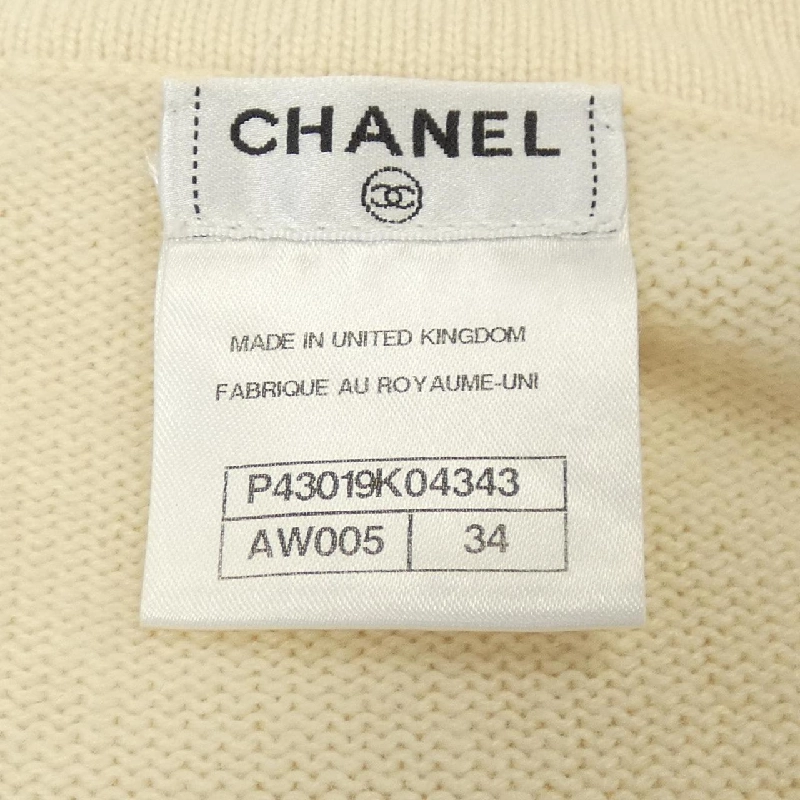 CHANEL
MADE IN UNITED KINGDOM
FABRIQUE AU ROYAUME-UNI
P43019K04343
AW005 34